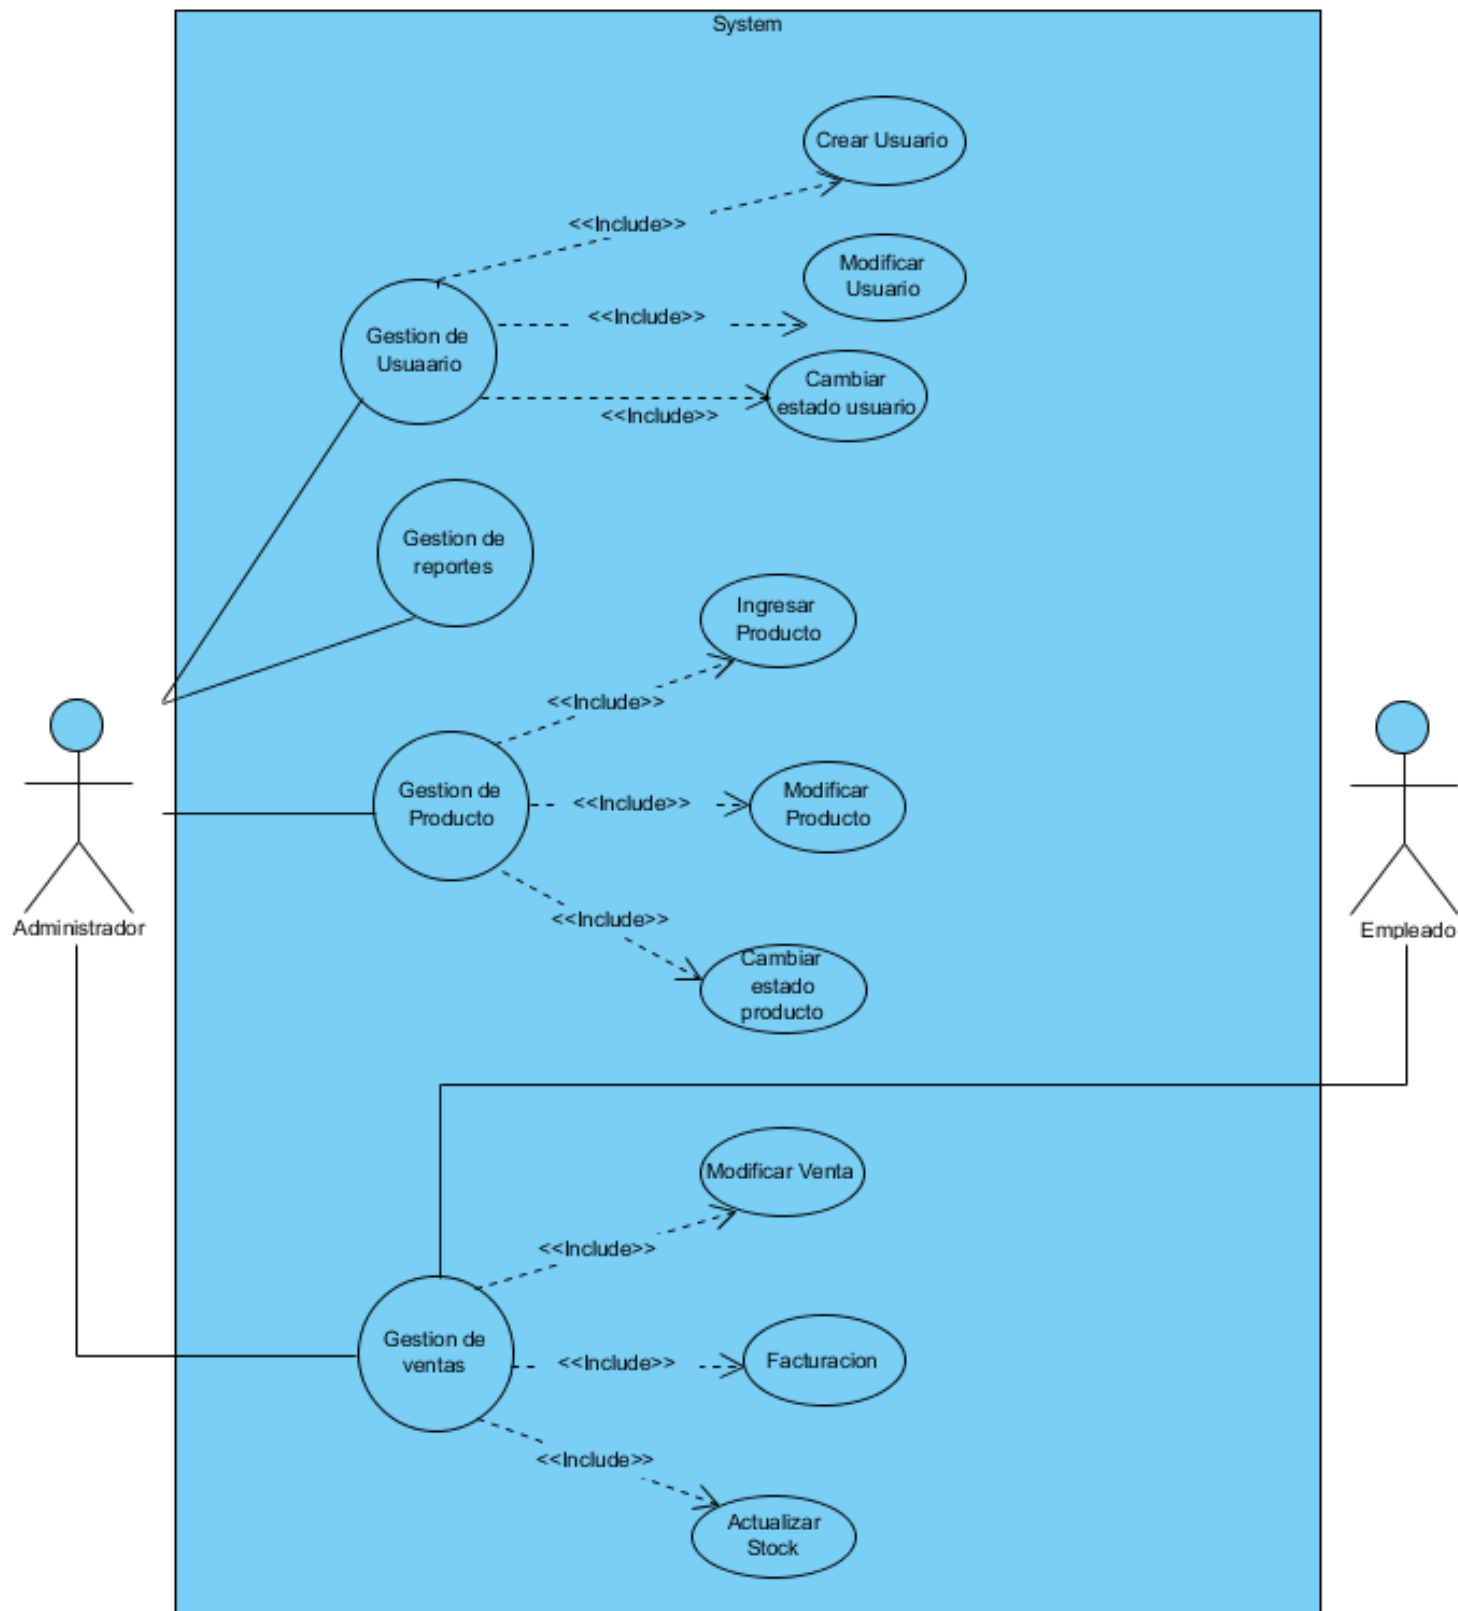 System
Crear Usuario
<<Include>>
Modificar
Usuario
<<Include>>
Gestion de
Usuaario
Cambiar
estado usuario
<<Include>>
Gestion de
reportes
Ingresar
Producto
<<Include>>
Gestion de
Producto
<<Include>>
Modificar
Producto
<<Include>>
Administrador
Empleado
Cambiar
estado
producto
Modificar Venta
<<Include>>
Gestion de
ventas
<<Include>>
Facturacion
<<Include>>
Actualizar
Stock